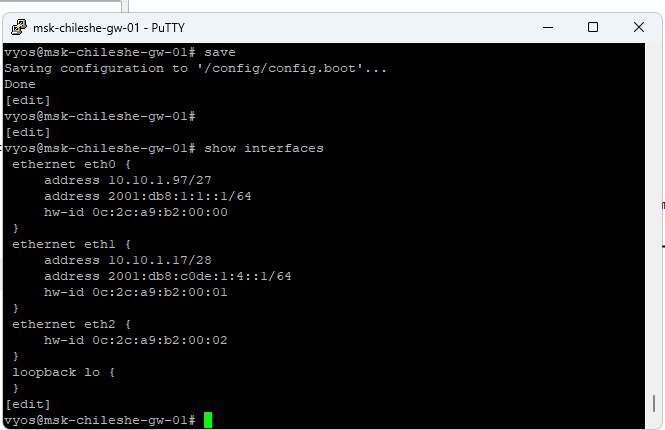 msk-chileshe-gw-01 - PuTTY
vyos@msk-chileshe-gw-01# save
Saving configuration to '/config/config.boot'...
Done
[edit]
vyos@msk-chileshe-gw-01#
[edit]
vyos@msk-chileshe-gw-01# show interfaces
 ethernet eth0 {
     address 10.10.1.97/27
     address 2001:db8:1:1::1/64
     hw-id 0c:2c:a9:b2:00:00
 }
 ethernet eth1 {
     address 10.10.1.17/28
     address 2001:db8:c0de:1:4::1/64
     hw-id 0c:2c:a9:b2:00:01
 }
 ethernet eth2 {
     hw-id 0c:2c:a9:b2:00:02
 }
 loopback lo {
 }
[edit]
vyos@msk-chileshe-gw-01#